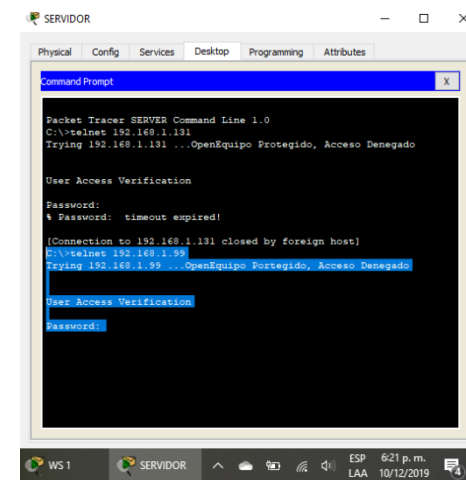 SERVIDOR
Physical Config Services Desktop Programming Attributes
Command Prompt
X
Packet Tracer SERVER Command Line 1.0
C:\>telnet 192.168.1.131
Trying 192.168.1.131 ...OpenEquipo Protegido, Acceso Denegado
User Access Verification
Password:
% Password:  timeout expired!
[Connection to 192.168.1.131 closed by foreign host]
C:\>telnet 192.168.1.99
Trying 192.168.1.99 ...OpenEquipo Portegido, Acceso Denegado
User Access Verification
Password:
WS 1 SERVIDOR ESP 6:21 p. m.
LAA 10/12/2019 4